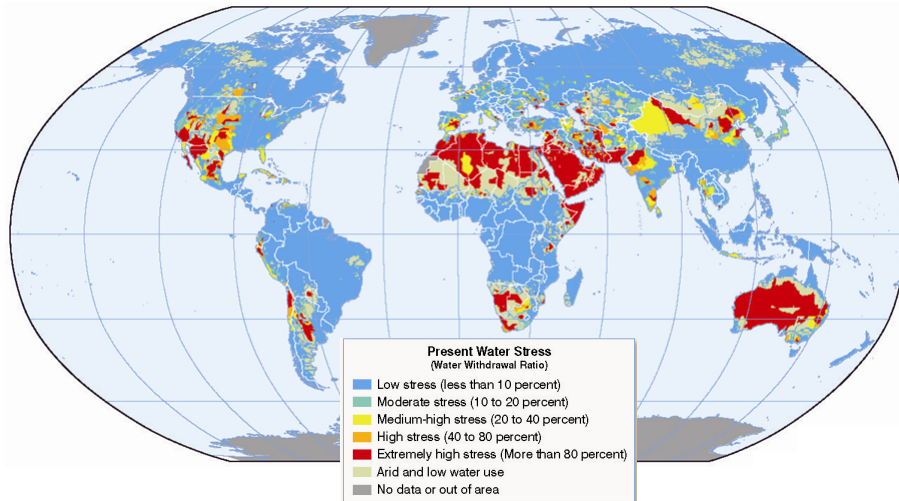 Present Water Stress
(Water Withdrawal Ratio)
Low stress (less than 10 percent)
Moderate stress (10 to 20 percent)
Medium-high stress (20 to 40 percent)
High stress (40 to 80 percent)
Extremely high stress (More than 80 percent)
Arid and low water use
No data or out of area